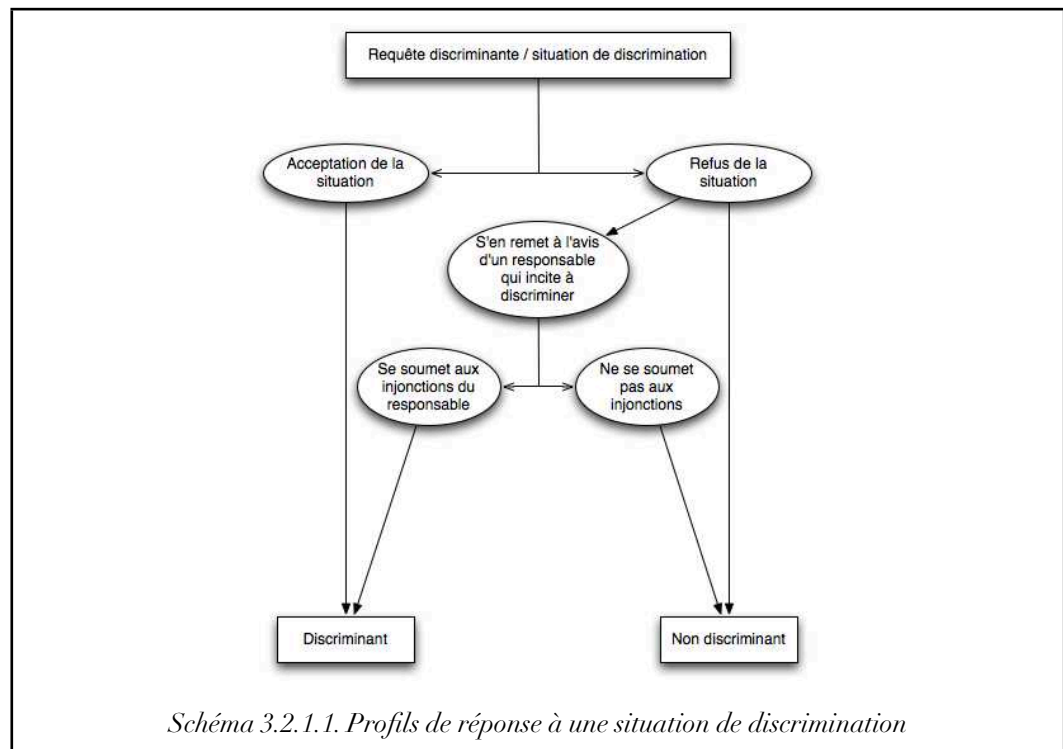 Requête discriminante / situation de discrimination
Acceptation de la
situation
Refus de la
situation
S'en remet à l'avis
d'un responsable
qui incite à
discriminer
Se soumet aux
injonctions du
responsable
Ne se soumet
pas aux
injonctions
Discriminant
Non discriminant
Schéma 3.2.1.1. Profils de réponse à une situation de discrimination